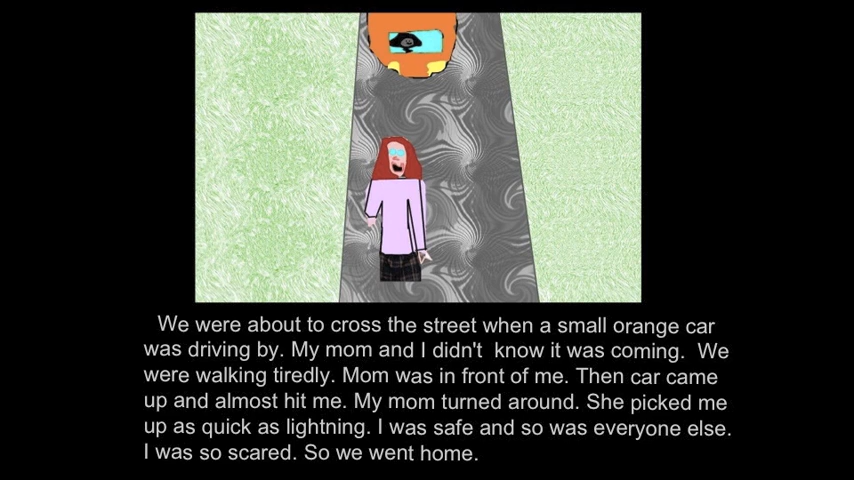 We were about to cross the street when a small orange car
was driving by. My mom and I didn't  know it was coming.  We
were walking tiredly. Mom was in front of me. Then car came
up and almost hit me. My mom turned around. She picked me
up as quick as lightning. I was safe and so was everyone else.
I was so scared. So we went home.